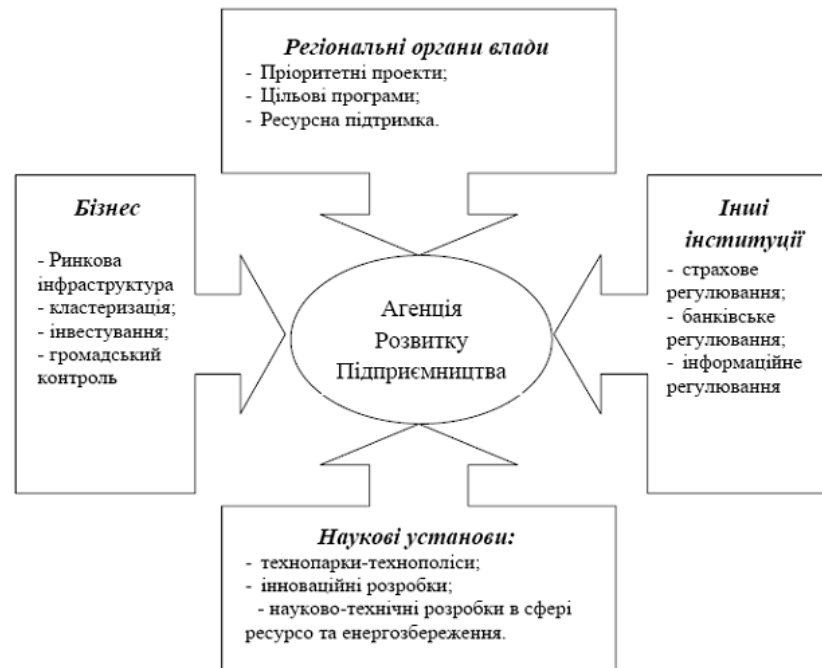 Регіональні органи влади
- Пріоритетні проекти;
- Цільові програми;
- Ресурсна підтримка.
Бізнес
- Ринкова
інфраструктура
- кластеризація;
- інвестування;
- громадський
контроль
Агенція
Розвитку
Підприємництва
Інші
інституції
- страхове
регулювання;
- банківське
регулювання;
- інформаційне
регулювання
Наукові установи:
- технопарки-технополіси;
- інноваційні розробки;
- науково-технічні розробки в сфері
ресурсо та енергозбереження.